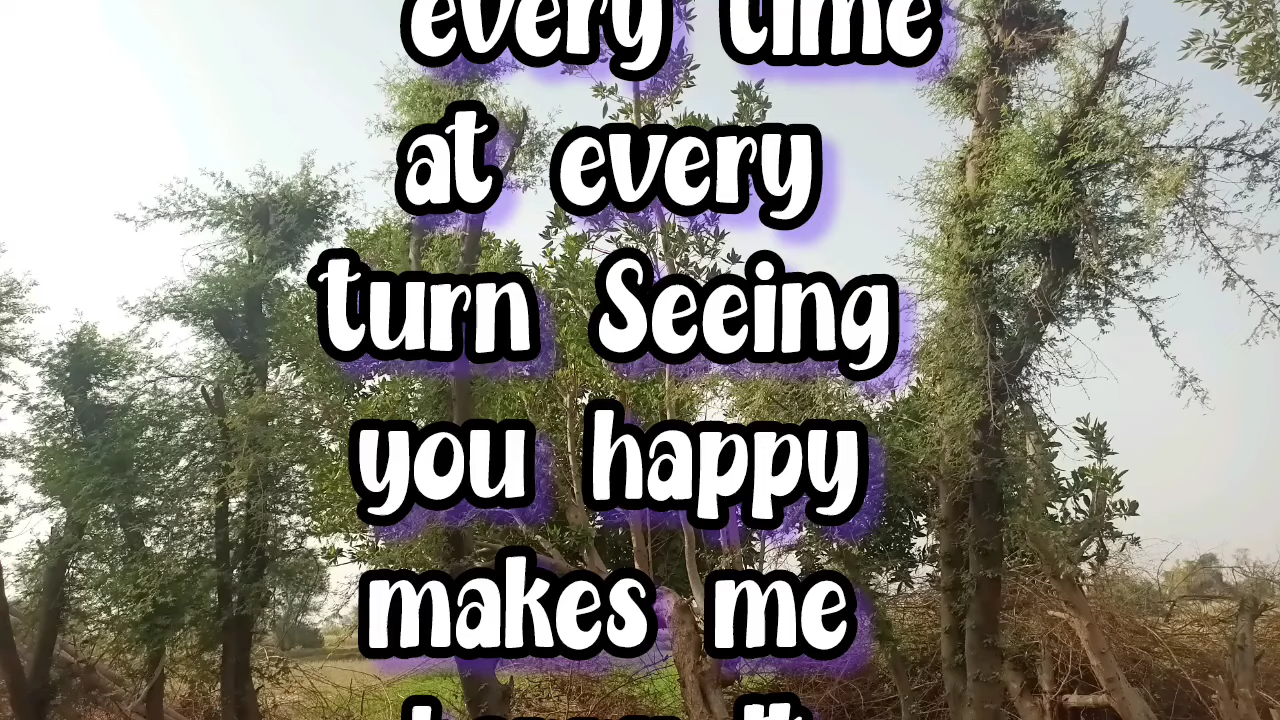 every time
at every
turn Seeing
you happy
makes me